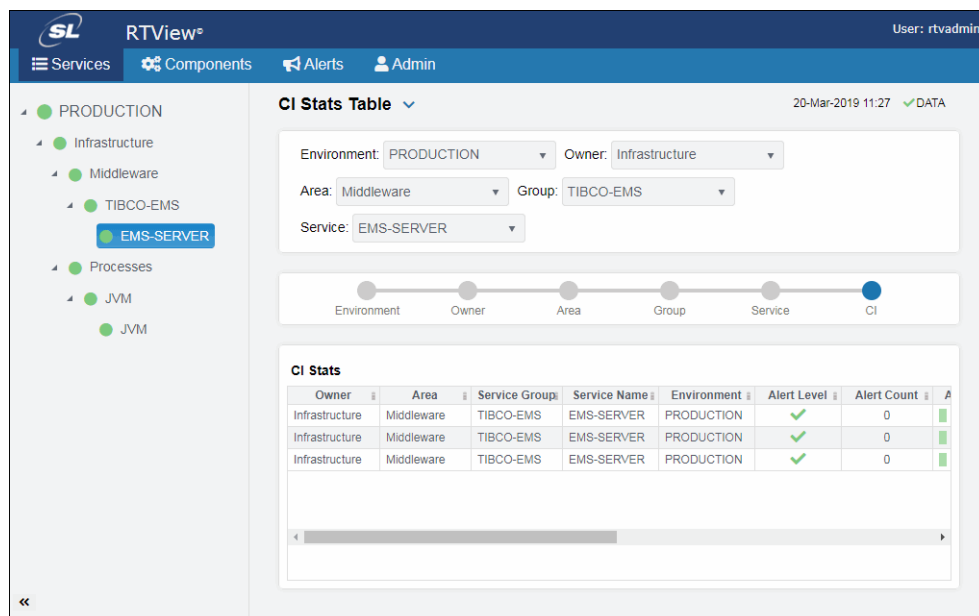 SL RTView®
User: rtvadmin
Services Components Alerts Admin
PRODUCTION
Infrastructure
Middleware
TIBCO-EMS
EMS-SERVER
Processes
JVM
JVM
CI Stats Table
20-Mar-2019 11:27 DATA
Environment: PRODUCTION Owner: Infrastructure
Area: Middleware Group: TIBCO-EMS
Service: EMS-SERVER
Environment Owner Area Group Service CI
CI Stats
Owner Area Service Group Service Name Environment Alert Level Alert Count A
Infrastructure Middleware TIBCO-EMS EMS-SERVER PRODUCTION 0
Infrastructure Middleware TIBCO-EMS EMS-SERVER PRODUCTION 0
Infrastructure Middleware TIBCO-EMS EMS-SERVER PRODUCTION 0
«